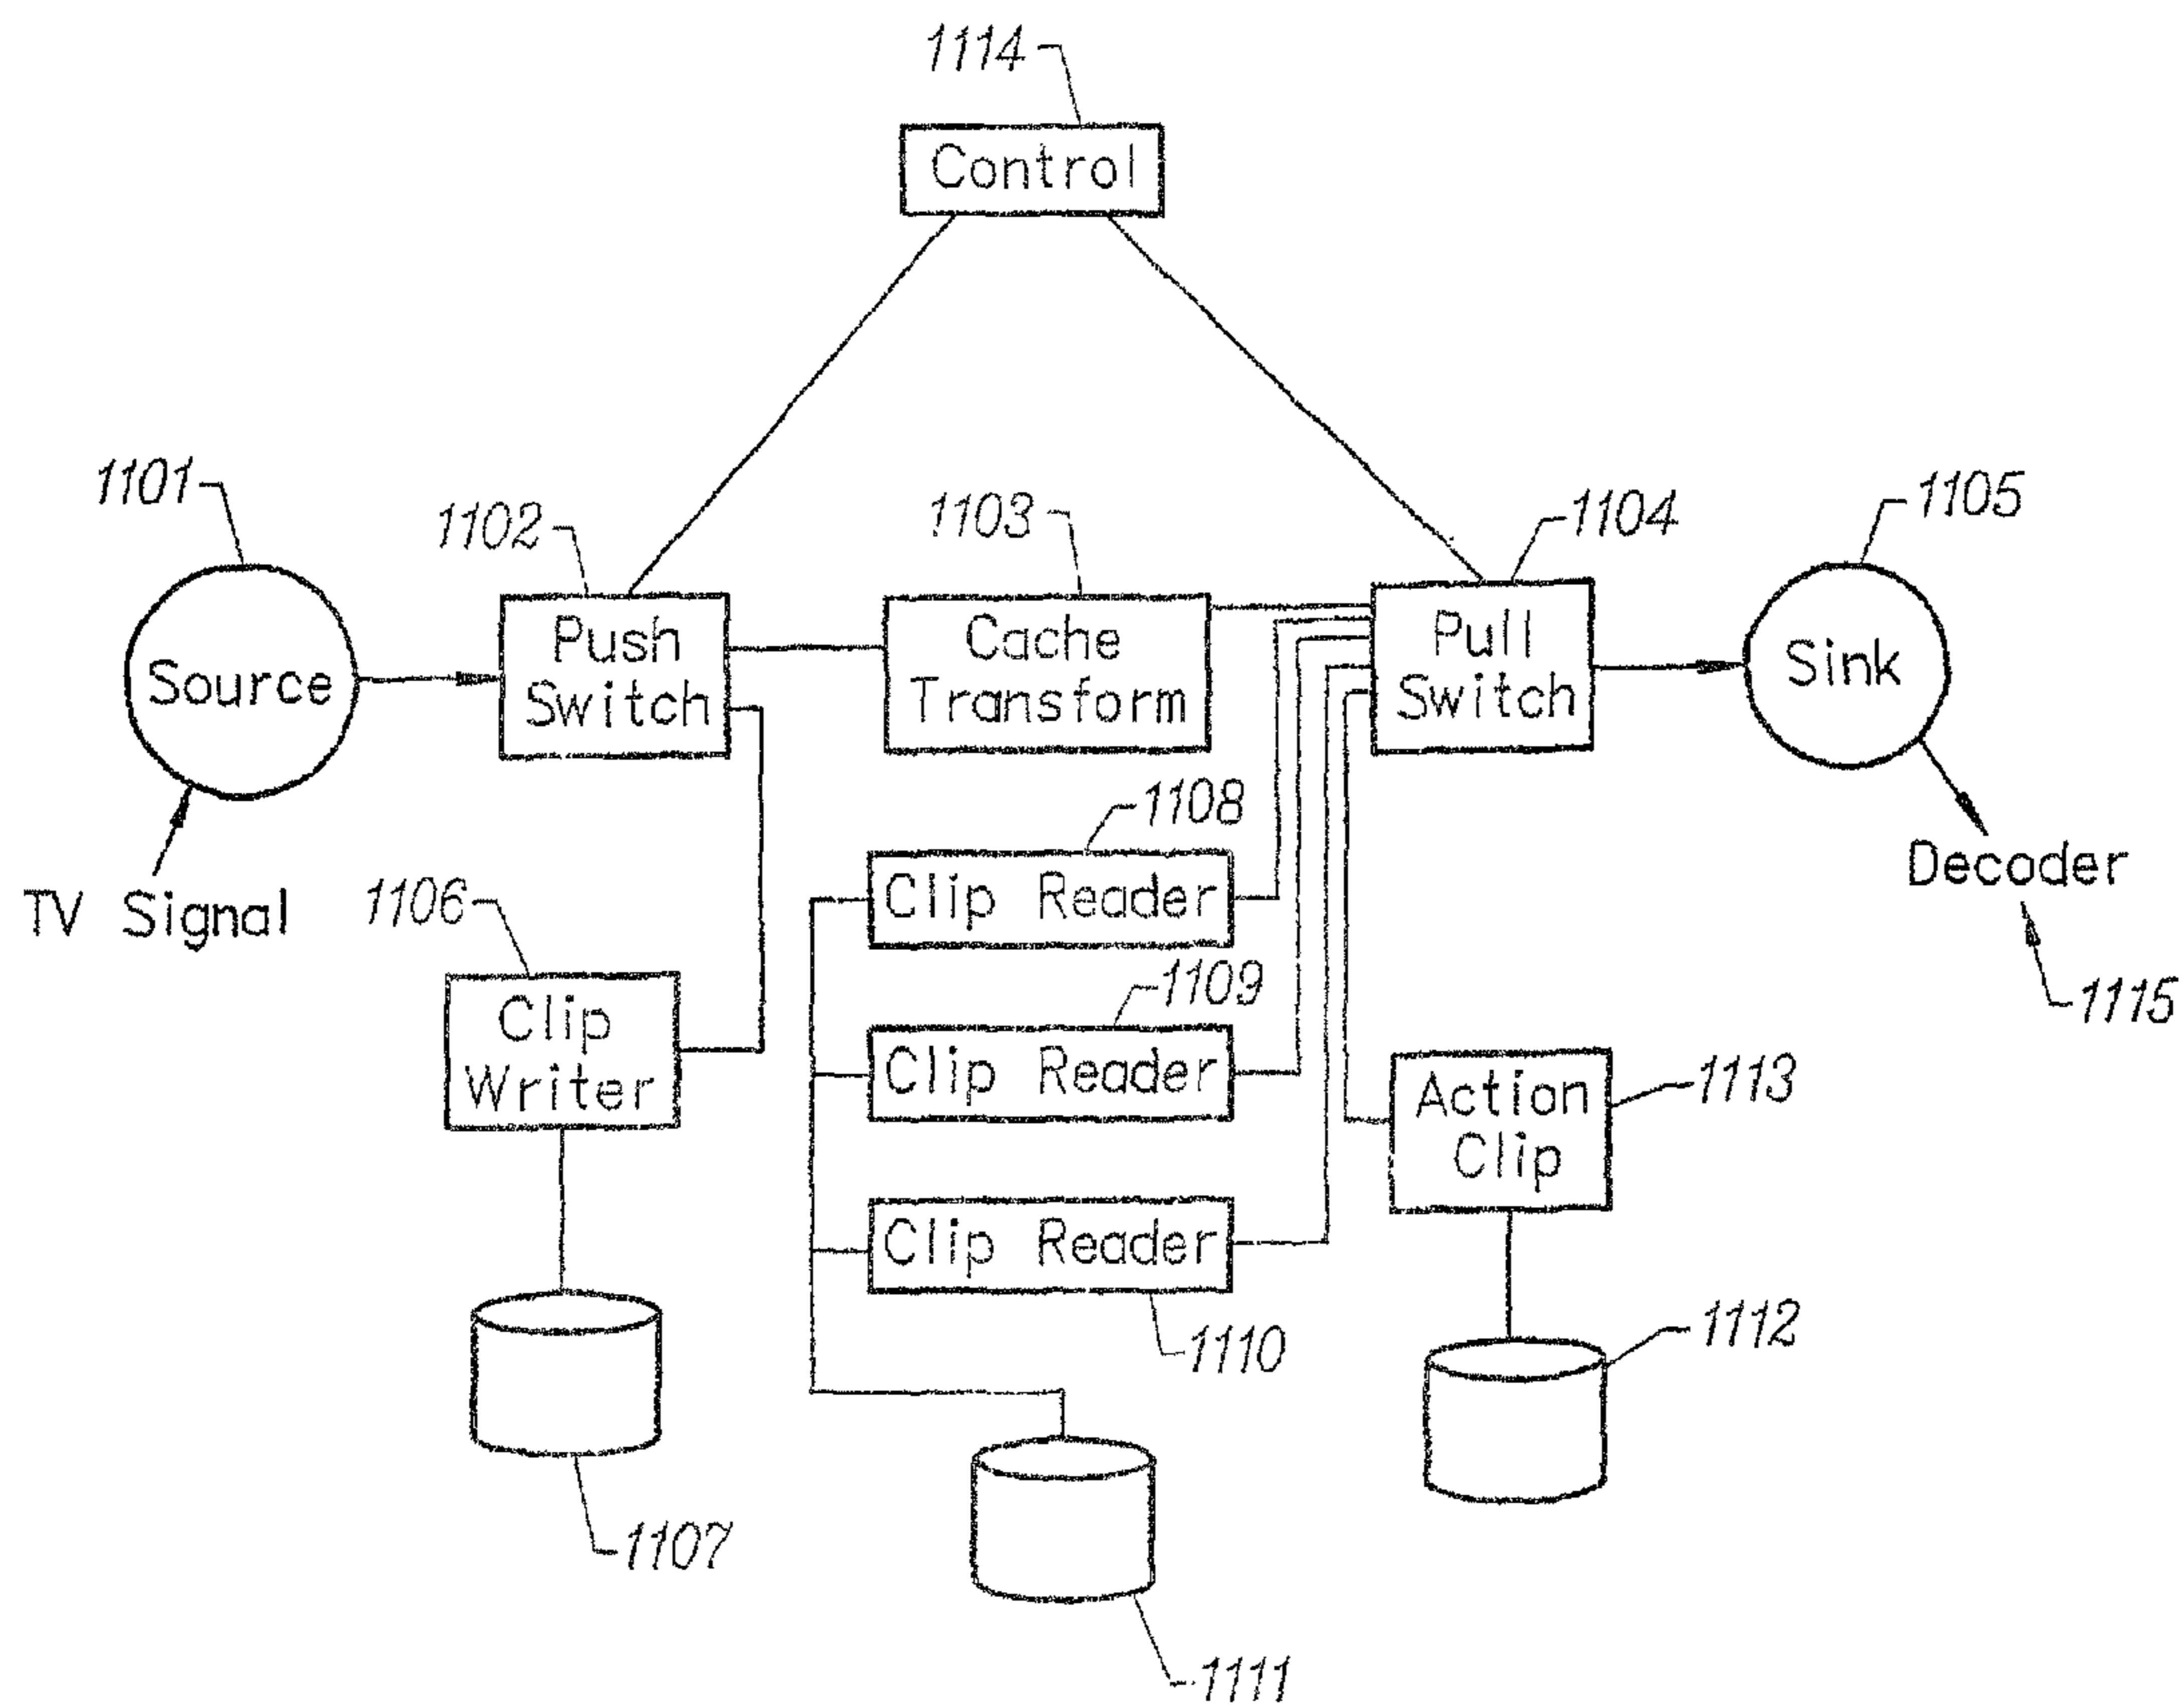 1114
Control
1101
1102
1103
1104
1105
Source
Push
Switch
Cache
Transform
Pull
Switch
Sink
TV Signal
Decoder
1115
1106
Clip
Writer
1107
1108
Clip Reader
1109
Clip Reader
Clip Reader
1110
1111
Action
Clip
1113
1112